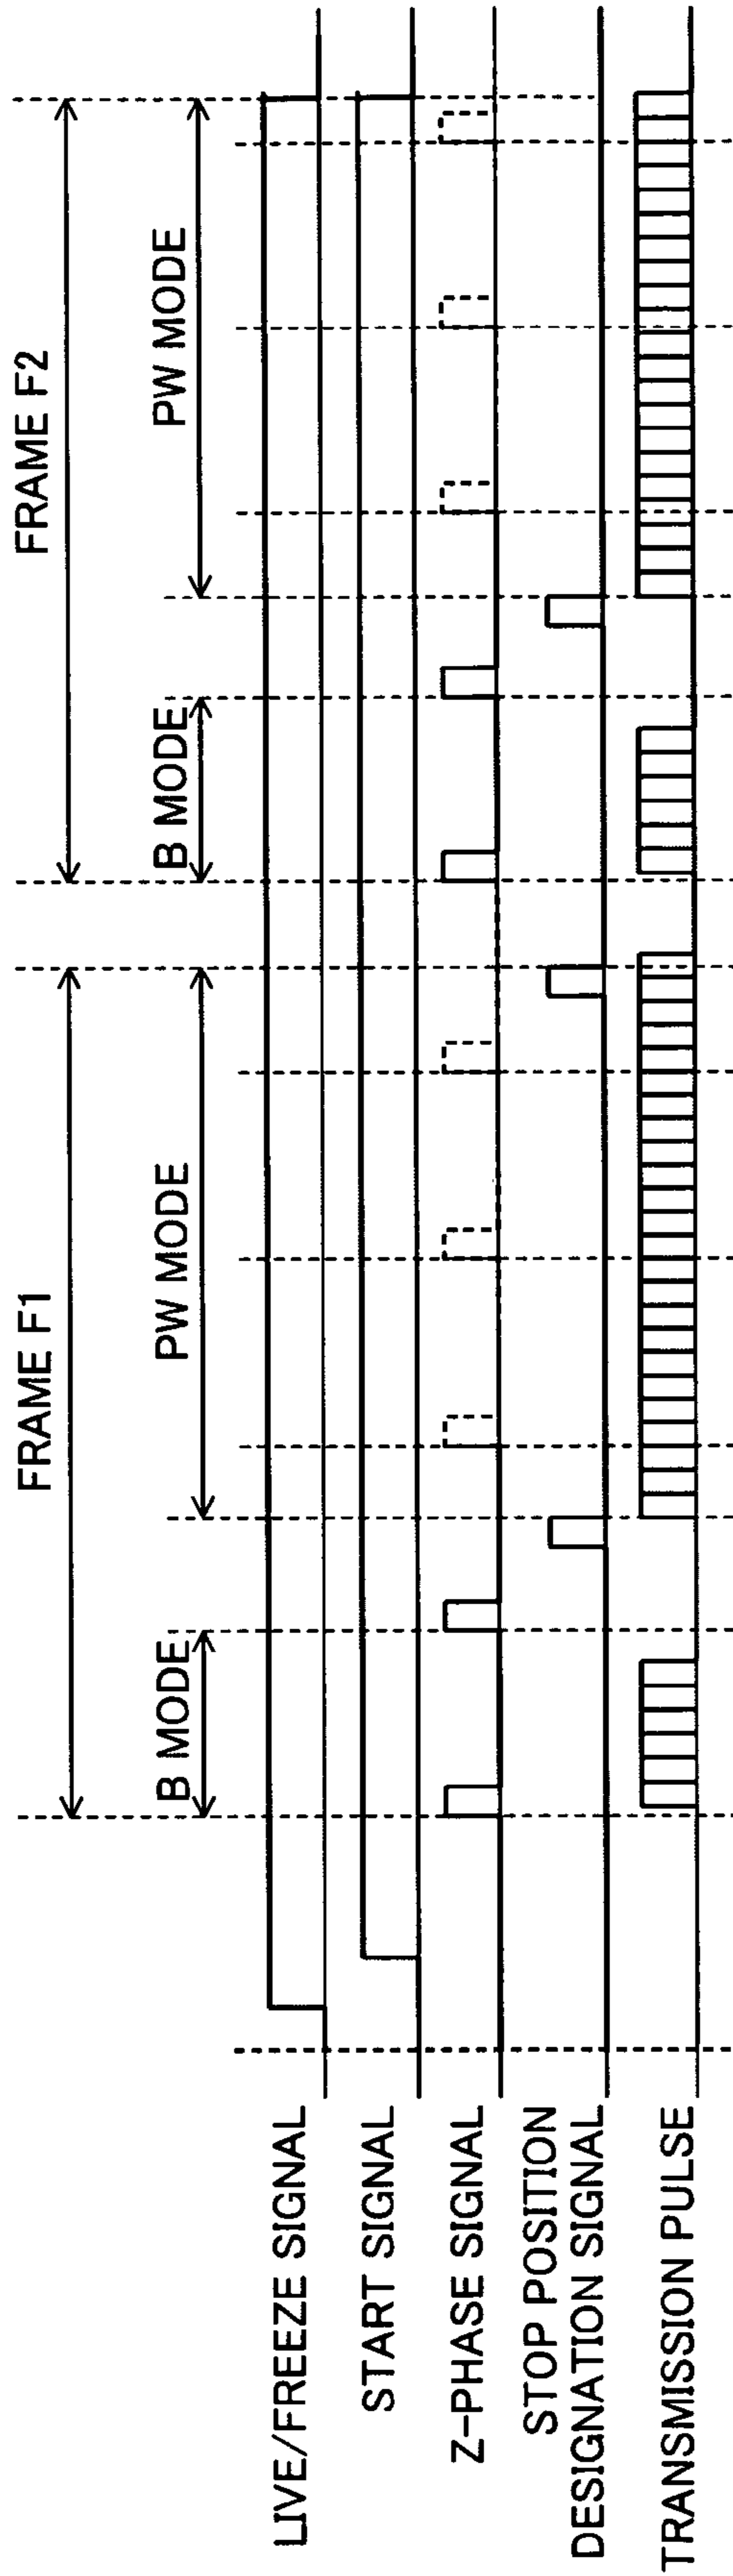 FRAME F1
FRAME F2
B MODE
PW MODE
B MODE
PW MODE
LIVE/FREEZE SIGNAL
START SIGNAL
Z-PHASE SIGNAL
STOP POSITION
DESIGNATION SIGNAL
TRANSMISSION PULSE